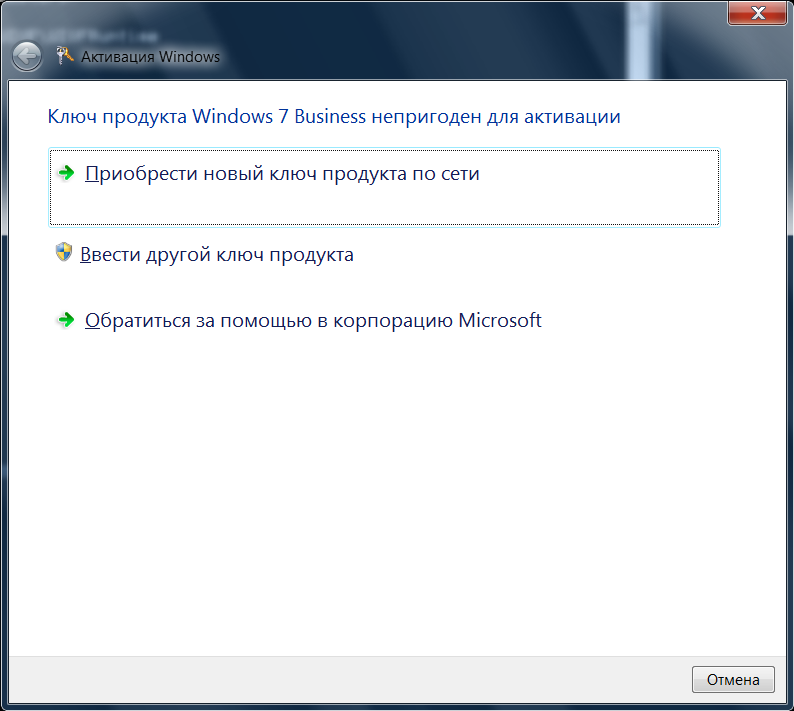 Активация Windows
Ключ продукта Windows 7 Business непригоден для активации
Приобрести новый ключ продукта по сети
Ввести другой ключ продукта
Обратиться за помощью в корпорацию Microsoft
Отмена